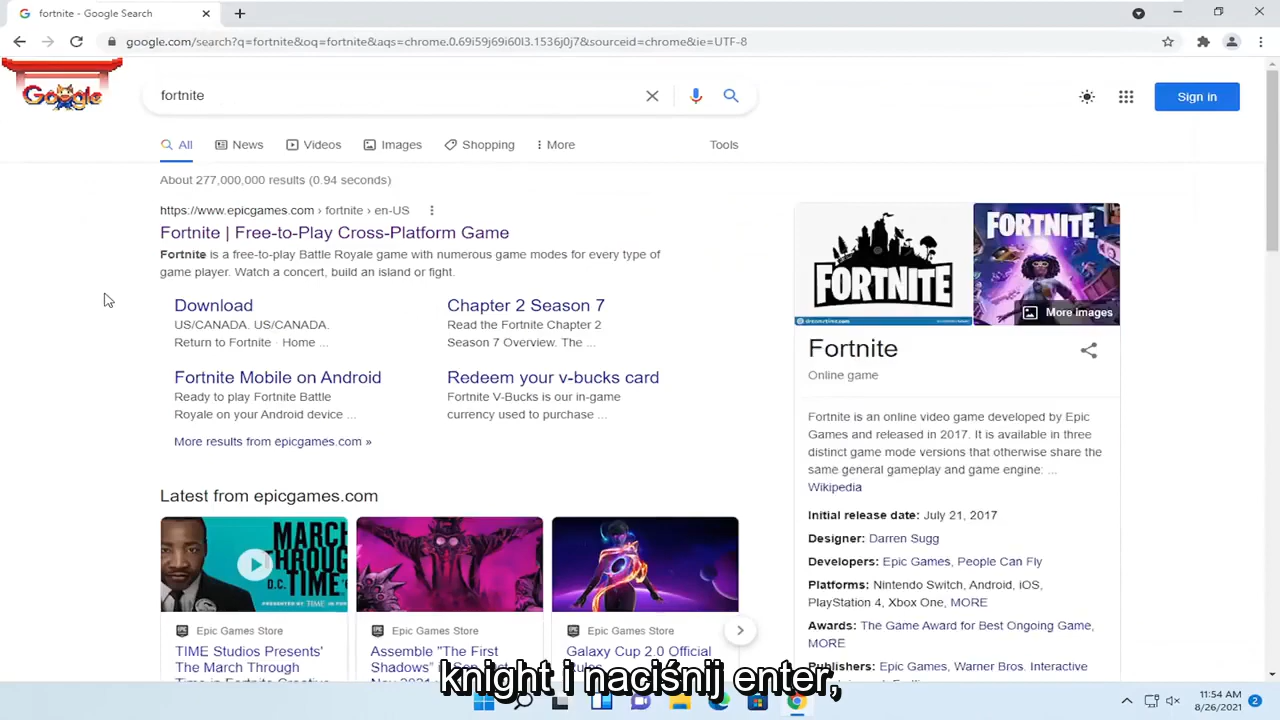 fortnite - Google Search
google.com/search?q=fortnite&oq=fortnite&aqs=chrome.0.69i59j69i60l3.1536j0j7&sourceid=chrome&ie=UTF-8
Google
fortnite
Sign in
All News Videos Images Shopping More Tools
About 277,000,000 results (0.94 seconds)
https://www.epicgames.com › fortnite › en-US
Fortnite | Free-to-Play Cross-Platform Game
Fortnite is a free-to-play Battle Royale game with numerous game modes for every type of
game player. Watch a concert, build an island or fight.
Download
US/CANADA. US/CANADA.
Return to Fortnite · Home ...
Chapter 2 Season 7
Read the Fortnite Chapter 2
Season 7 Overview. The ...
Fortnite Mobile on Android
Ready to play Fortnite Battle
Royale on your Android device ...
Redeem your v-bucks card
Fortnite V-Bucks is our in-game
currency used to purchase ...
More results from epicgames.com »
Latest from epicgames.com
MARCH
THROUGH
TIME
PRESENTED BY TIME
Epic Games Store
TIME Studios Presents'
The March Through
Epic Games Store
Assemble "The First
Epic Games Store
Galaxy Cup 2.0 Official
FORTNITE
dreamstime.com
FORTNITE
More images
Fortnite
Online game
Fortnite is an online video game developed by Epic
Games and released in 2017. It is available in three
distinct game mode versions that otherwise share the
same general gameplay and game engine: ...
Wikipedia
Initial release date: July 21, 2017
Designer: Darren Sugg
Developers: Epic Games, People Can Fly
Platforms: Nintendo Switch, Android, iOS,
PlayStation 4, Xbox One, MORE
Awards: The Game Award for Best Ongoing Game,
MORE
Publishers: Epic Games, Warner Bros. Interactive
knight i naciśnij enter,
11:54 AM
8/26/2021
2